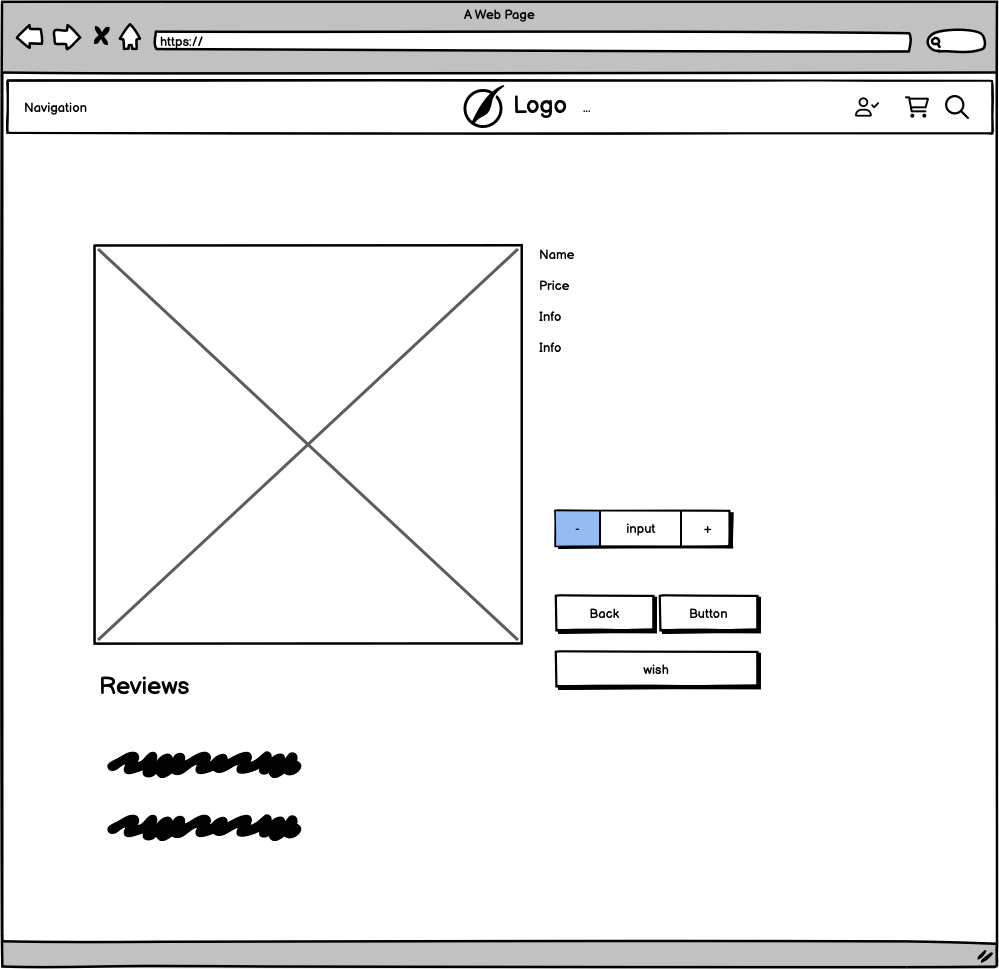 A Web Page
https://
Navigation
Logo
...
Name
Price
Info
Info
- input +
Back Button
wish
Reviews